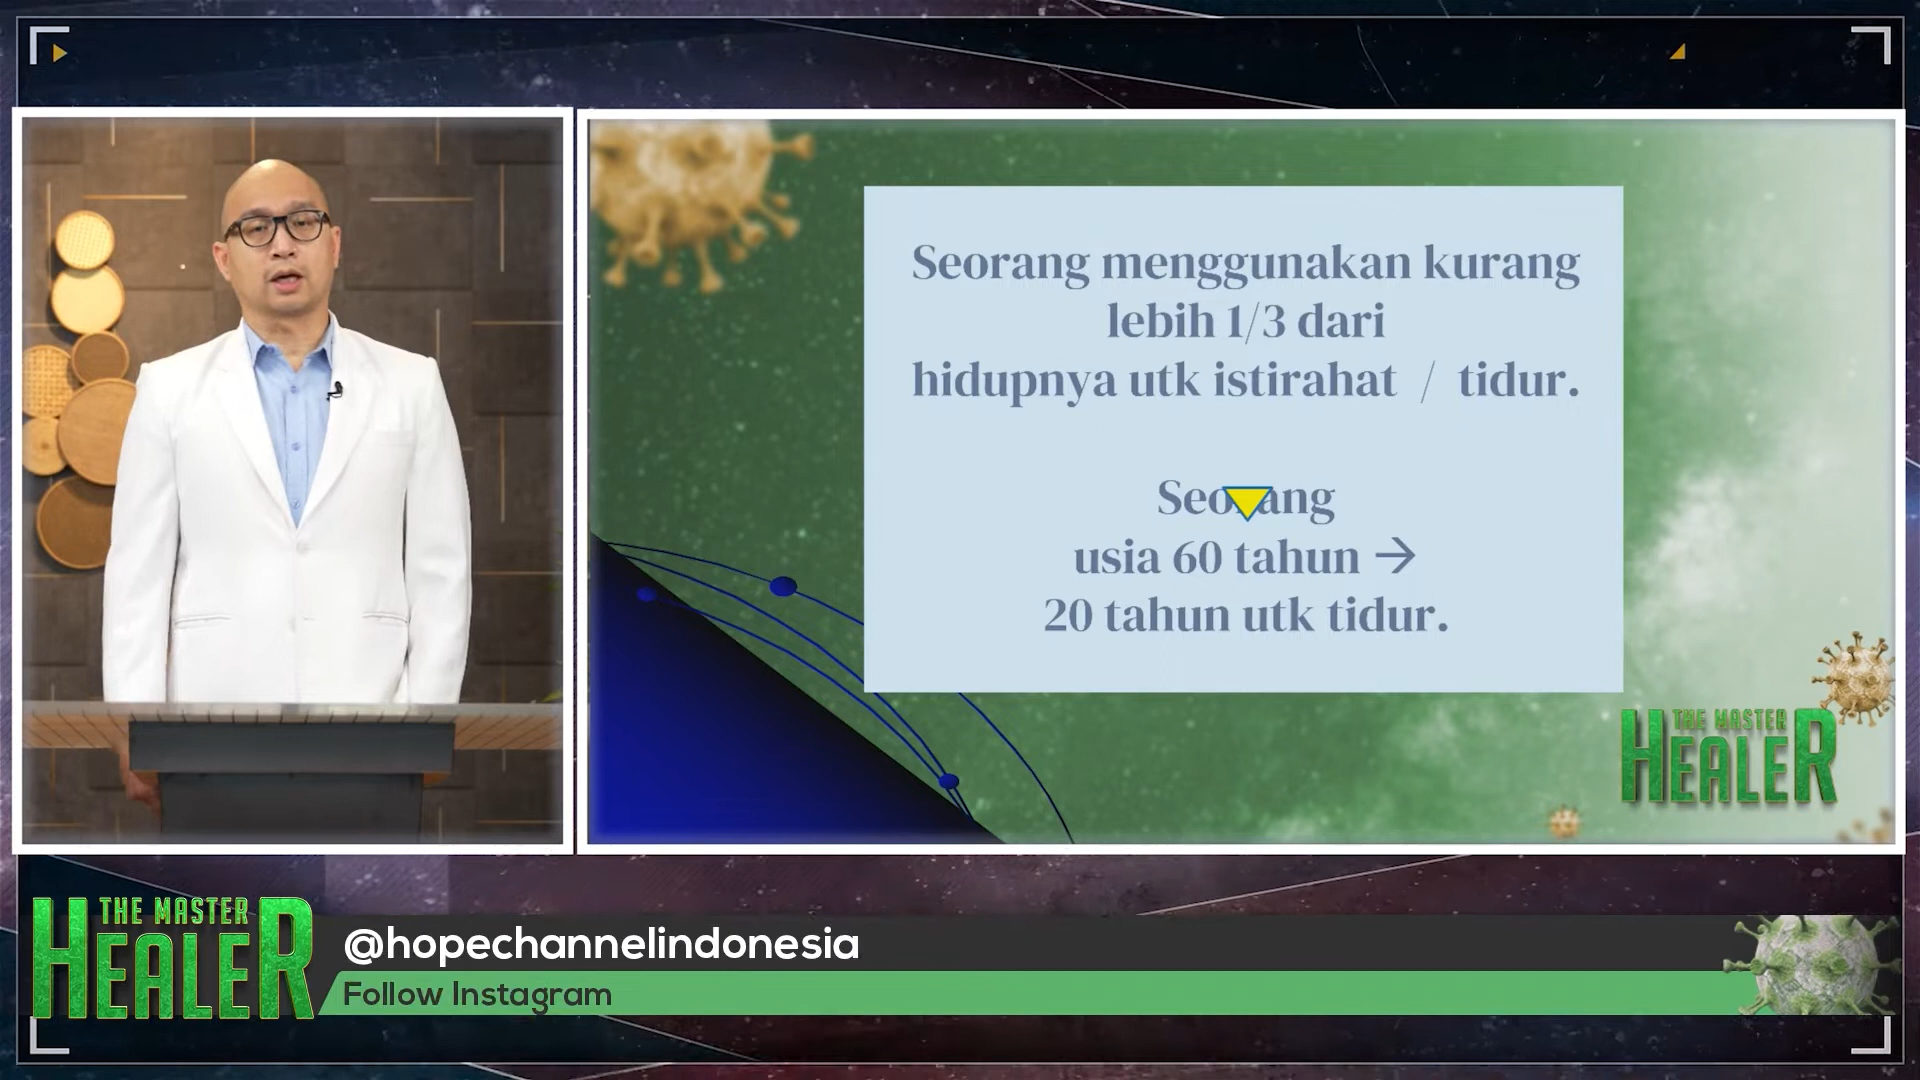 Seorang menggunakan kurang
lebih 1/3 dari
hidupnya utk istirahat / tidur.
Seorang
usia 60 tahun →
20 tahun utk tidur.
THE MASTER
HEALER
THE MASTER
HEALER
@hopechannelindonesia
Follow Instagram